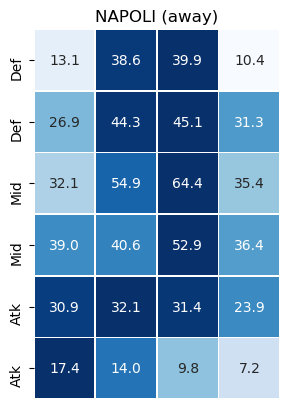 NAPOLI (away)
Def 13.1 38.6 39.9 10.4
Def 26.9 44.3 45.1 31.3
Mid 32.1 54.9 64.4 35.4
Mid 39.0 40.6 52.9 36.4
Atk 30.9 32.1 31.4 23.9
Atk 17.4 14.0 9.8 7.2